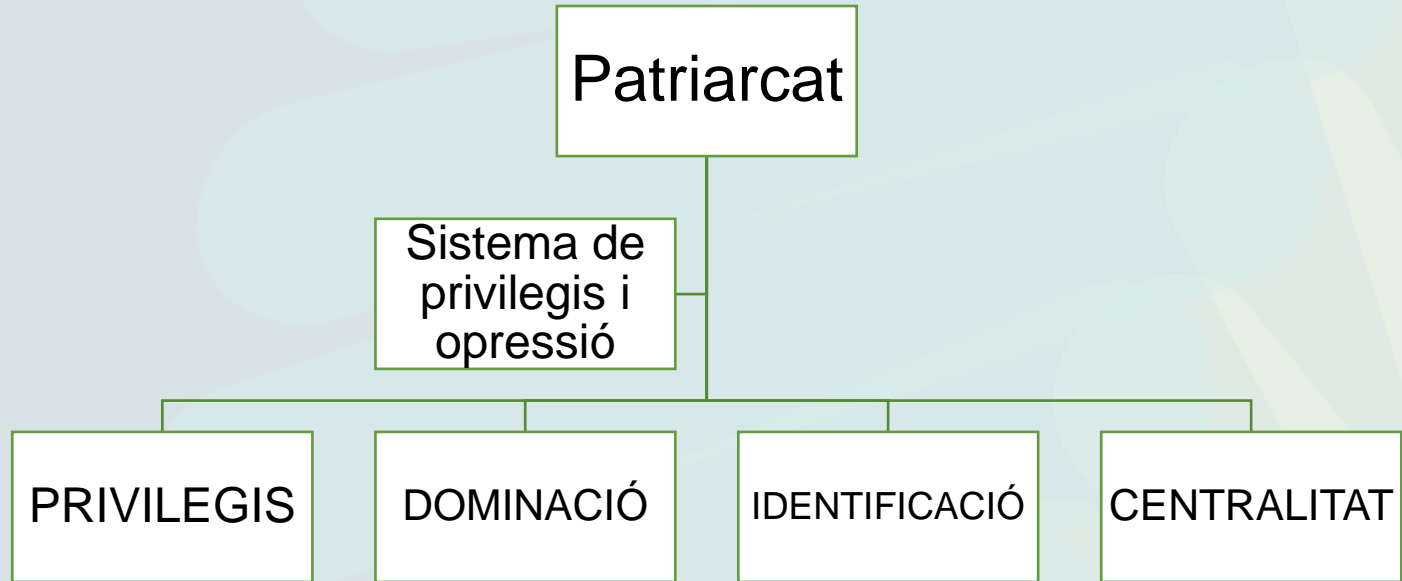 Patriarcat
Sistema de
privilegis i
opressió
PRIVILEGIS
DOMINACIÓ
IDENTIFICACIÓ
CENTRALITAT